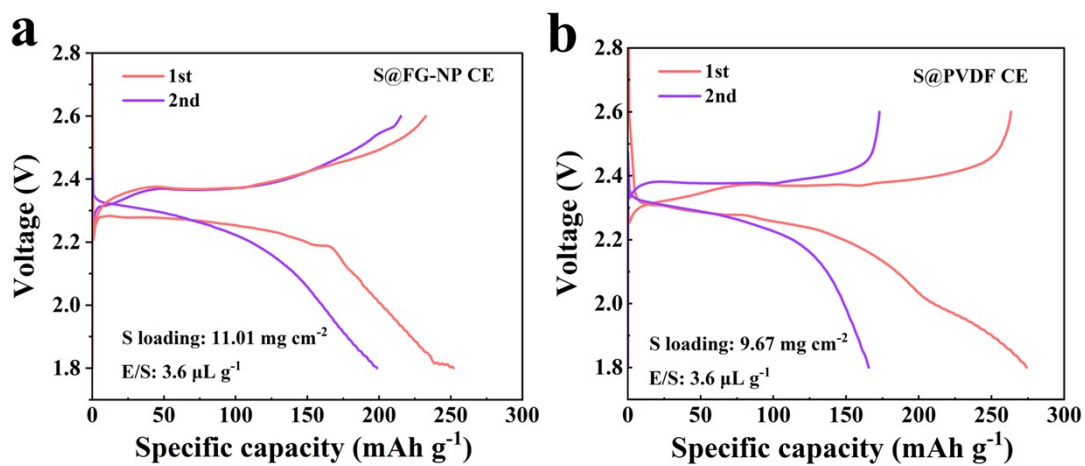 a
2.8
2.6
2.4
2.2
2.0
1.8
Voltage (V)
1st
2nd
S@FG-NP CE
S loading: 11.01 mg cm⁻²
E/S: 3.6 μL g⁻¹
0 50 100 150 200 250 300
Specific capacity (mAh g⁻¹)
b
2.8
2.6
2.4
2.2
2.0
1.8
Voltage (V)
1st
2nd
S@PVDF CE
S loading: 9.67 mg cm⁻²
E/S: 3.6 μL g⁻¹
0 50 100 150 200 250 300
Specific capacity (mAh g⁻¹)